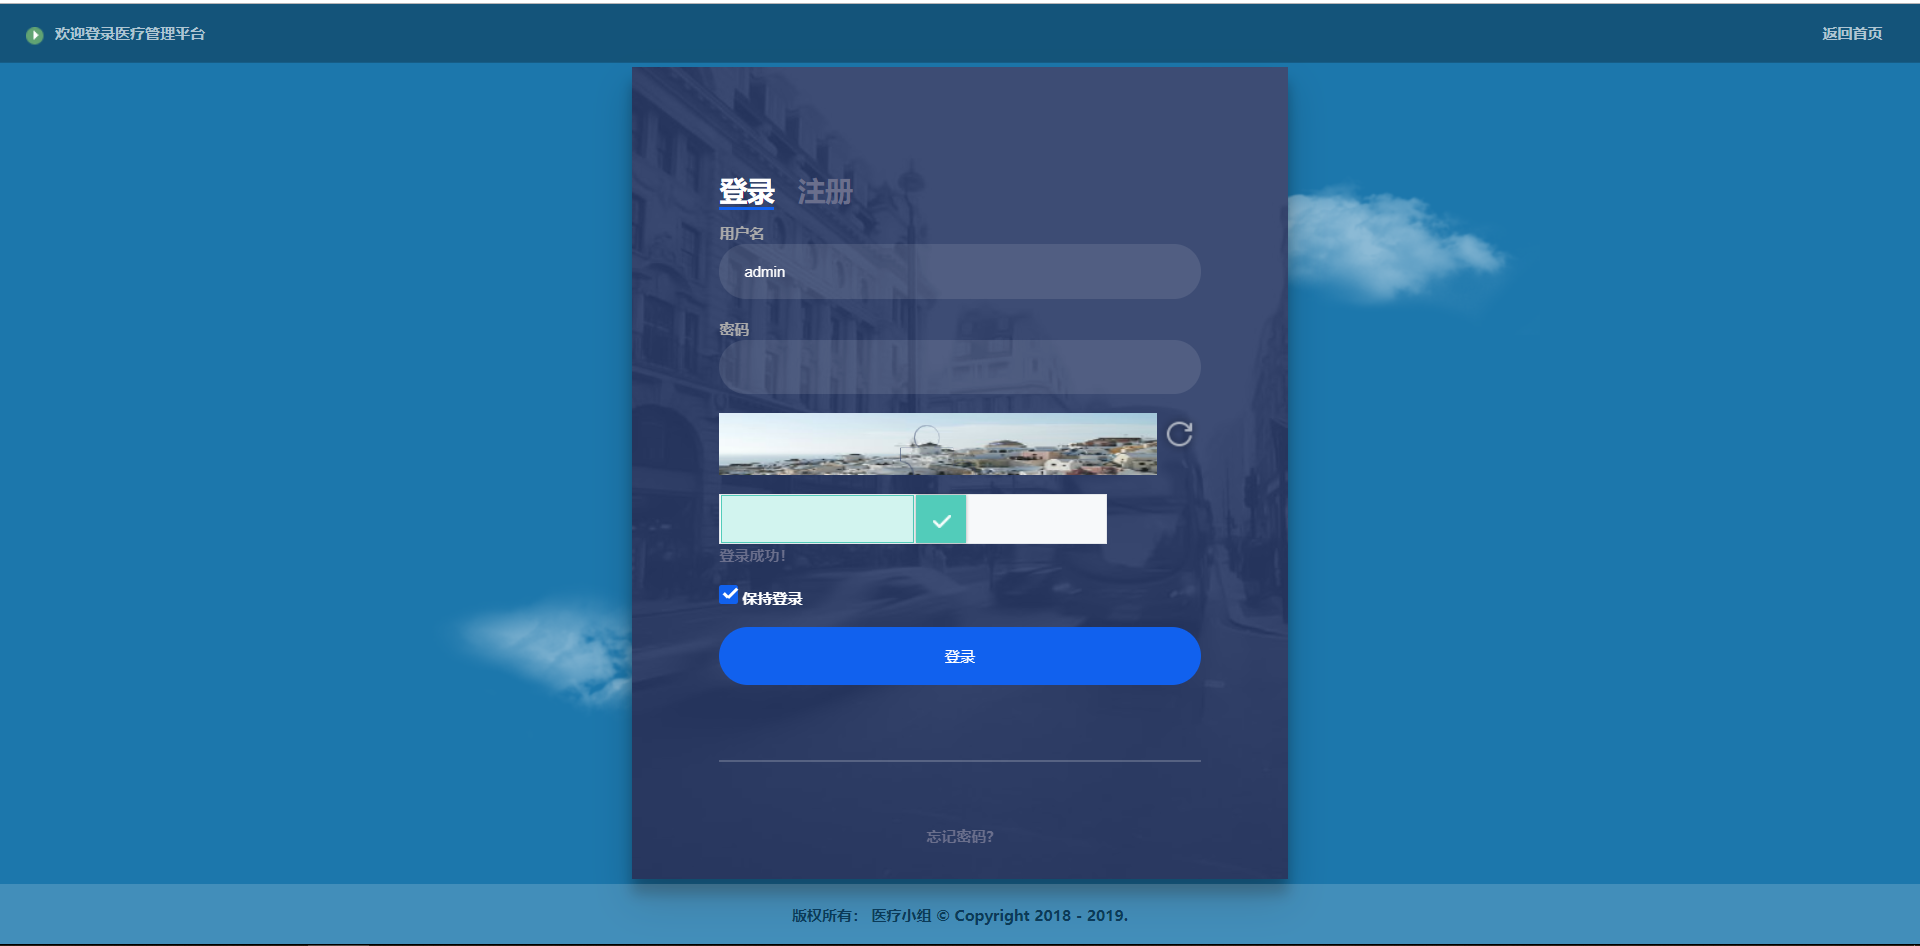 欢迎登录医疗管理平台
返回首页
登录 注册
用户名
admin
密码
登录成功!
保持登录
登录
忘记密码?
版权所有： 医疗小组 © Copyright 2018 - 2019.